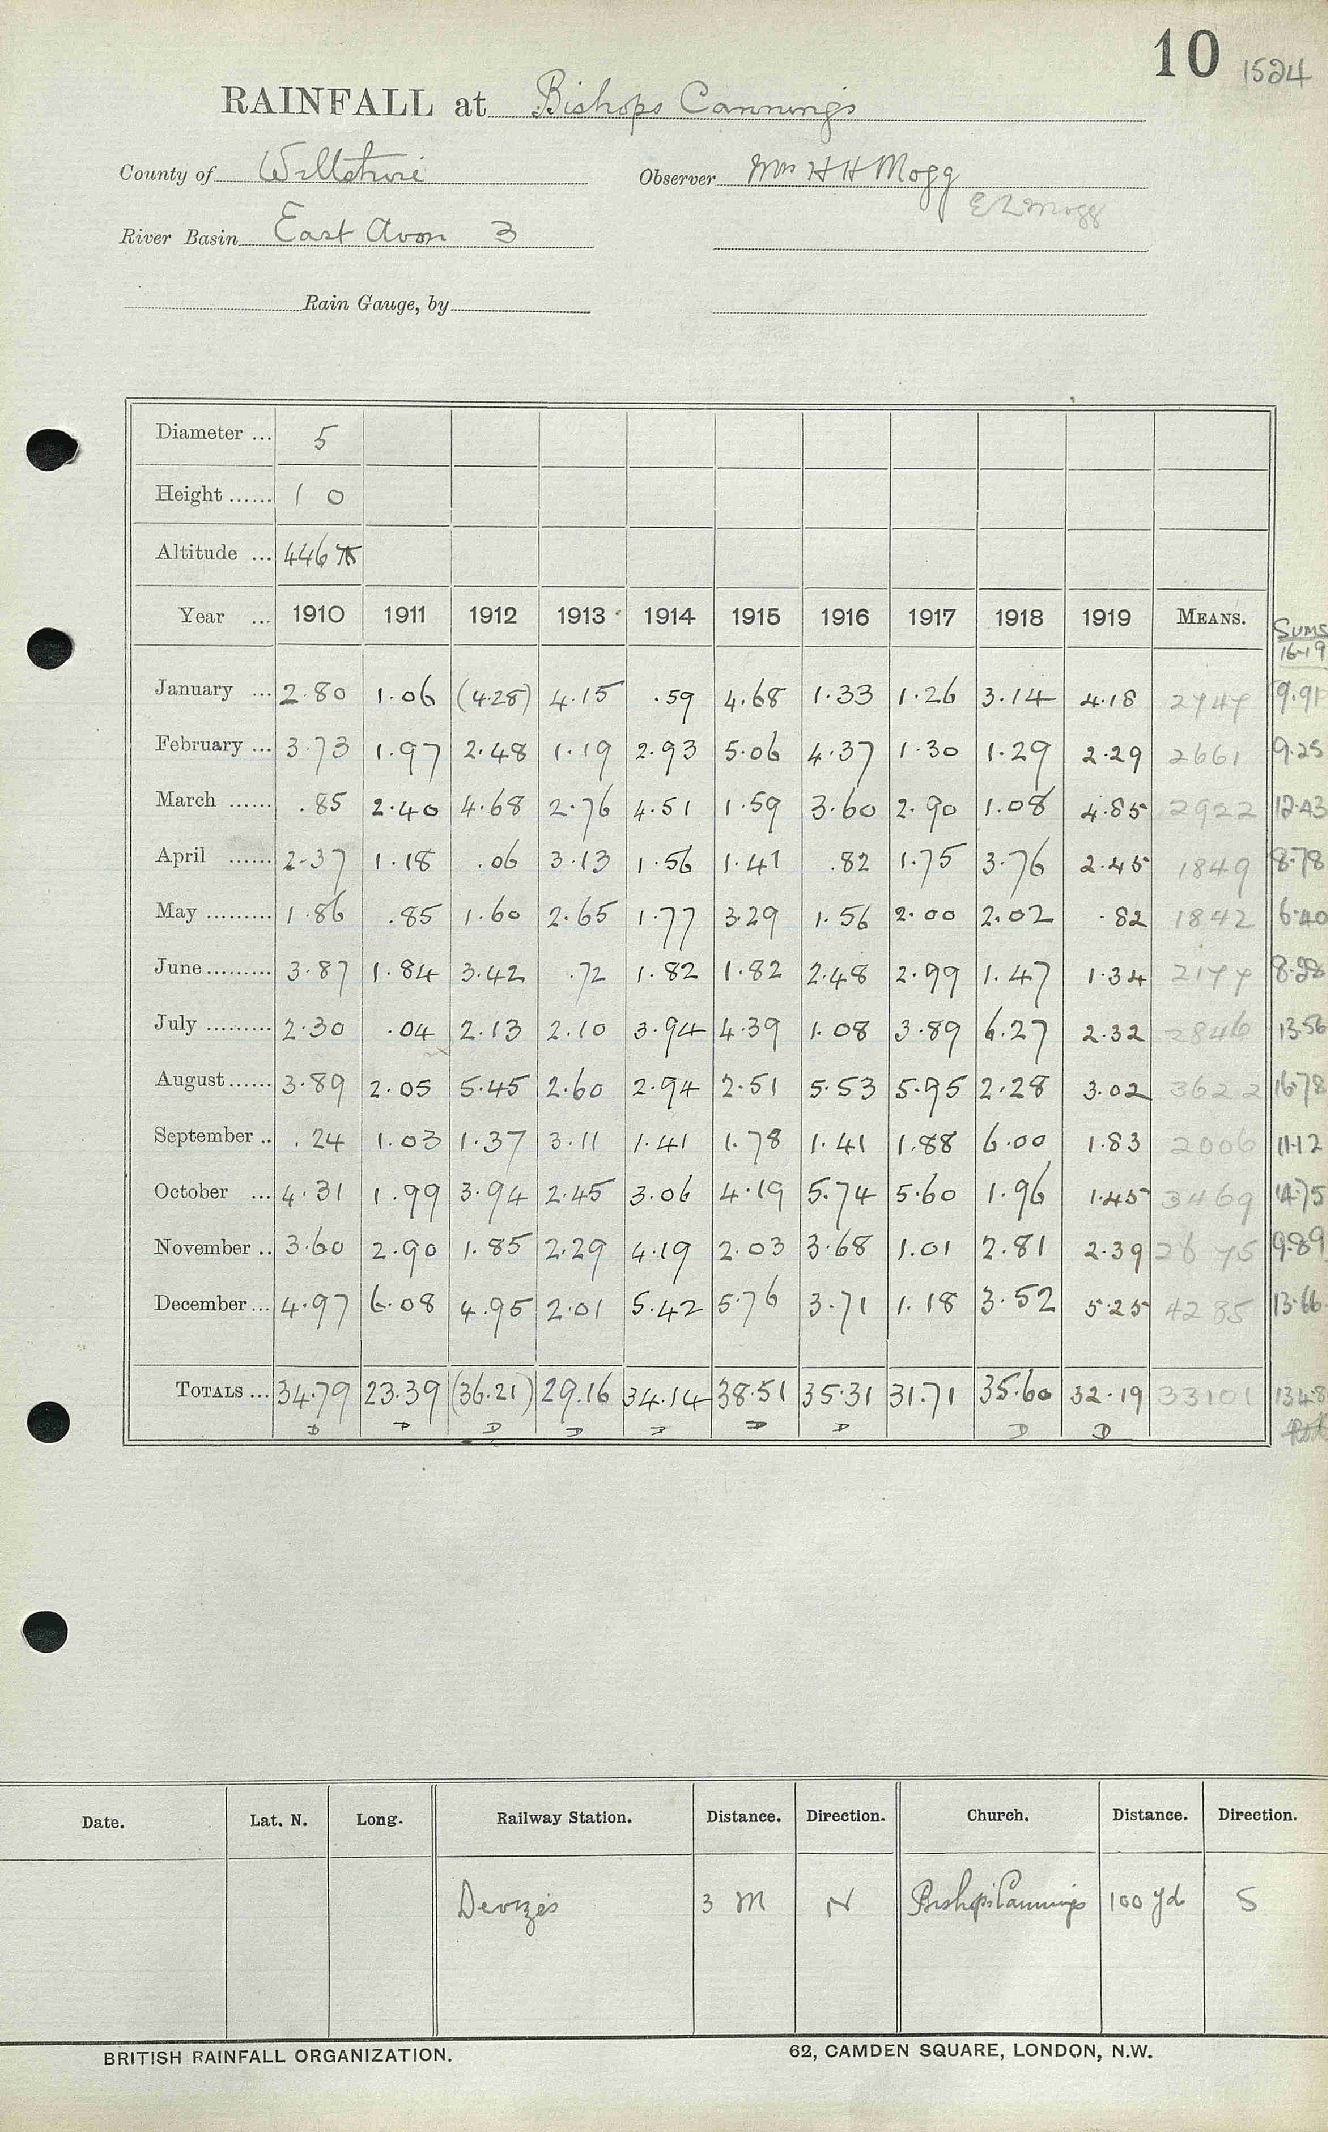 10 1524
RAINFALL at Bishops Cannings
County of Wiltshire Observer Mrs H H Mogg
E L Mogg
River Basin East Avon 3
Rain Gauge, by
Diameter ... 5
Height ...... 1 0
Altitude ... 446
Year ... 1910 1911 1912 1913 1914 1915 1916 1917 1918 1919 MEANS. SUMS
16-19
January ... 2.80 1.06 (4.28) 4.15 .59 4.68 1.33 1.26 3.14 4.18 2747 9.91
February ... 3.73 1.97 2.48 1.19 2.93 5.06 4.37 1.30 1.29 2.29 2661 9.25
March ...... .85 2.40 4.68 2.76 4.51 1.59 3.60 2.90 1.08 4.85 2922 12.43
April ...... 2.37 1.18 .06 3.13 1.56 1.41 .82 1.75 3.76 2.45 1849 8.78
May ......... 1.86 .85 1.60 2.65 1.77 3.29 1.56 2.00 2.02 .82 1842 6.40
June ......... 3.87 1.84 3.42 .72 1.82 1.82 2.48 2.99 1.47 1.34 2177 8.28
July ......... 2.30 .04 2.13 2.10 3.94 4.39 1.08 3.89 6.27 2.32 2846 13.56
August ...... 3.89 2.05 5.45 2.60 2.94 2.51 5.53 5.95 2.28 3.02 3622 16.78
September .. .24 1.03 1.37 3.11 1.41 1.78 1.41 1.88 6.00 1.83 2006 11.12
October ... 4.31 1.99 3.94 2.45 3.06 4.19 5.74 5.60 1.96 1.45 3469 14.75
November .. 3.60 2.90 1.85 2.29 4.19 2.03 3.68 1.01 2.81 2.39 2675 9.89
December ... 4.97 6.08 4.95 2.01 5.42 5.76 3.71 1.18 3.52 5.25 4285 13.66
TOTALS ... 34.79 23.39 (36.21) 29.16 34.14 38.51 35.31 31.71 35.60 32.19 33101 134.8
D D D D D D D D D
Date. Lat. N. Long. Railway Station. Distance. Direction. Church. Distance. Direction.
Devizes 3 M N Bishops Cannings 100 yd S
BRITISH RAINFALL ORGANIZATION. 62, CAMDEN SQUARE, LONDON, N.W.